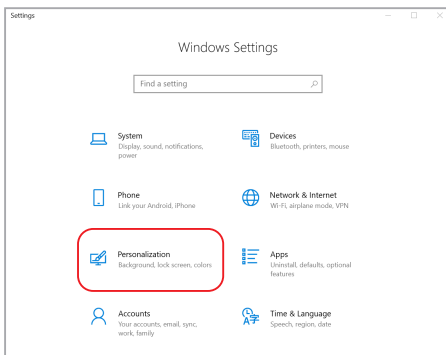 Settings
Windows Settings
Find a setting
System
Display, sound, notifications,
power
Devices
Bluetooth, printers, mouse
Phone
Link your Android, iPhone
Network & Internet
Wi-Fi, airplane mode, VPN
Personalization
Background, lock screen, colors
Apps
Uninstall, defaults, optional
features
Accounts
Your accounts, email, sync,
work, family
Time & Language
Speech, region, date